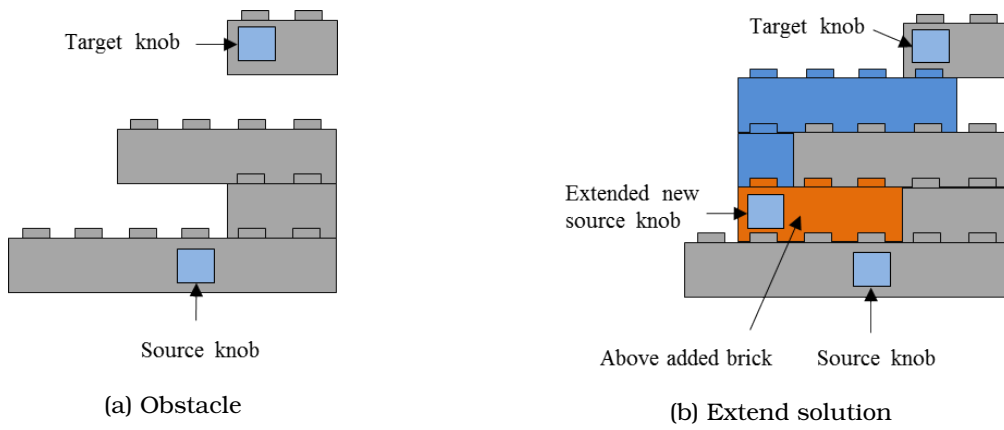 Target knob
Source knob
(a) Obstacle
Target knob
Extended new
source knob
Above added brick
Source knob
(b) Extend solution